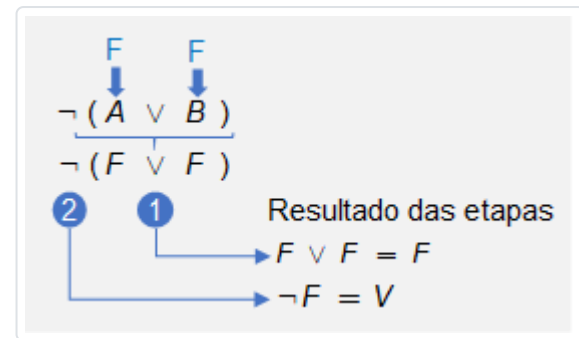 F F
¬ ( A ∨ B )
¬ ( F ∨ F )
2 1 Resultado das etapas
F ∨ F = F
¬ F = V